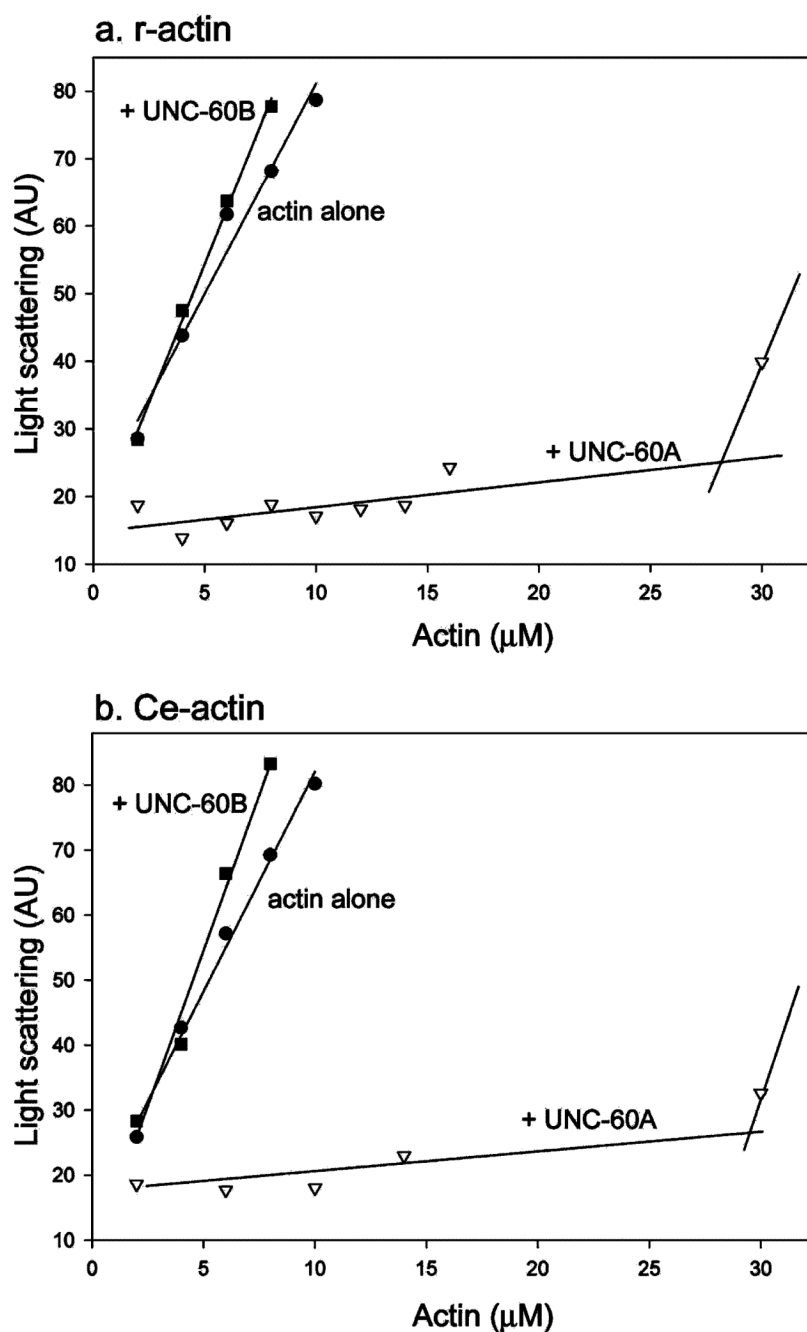 a. r-actin
80
+ UNC-60B
70
60
actin alone
50
40
30
+ UNC-60A
20
10
Light scattering (AU)
0 5 10 15 20 25 30
Actin (μM)
b. Ce-actin
80
+ UNC-60B
70
60
actin alone
50
40
30
+ UNC-60A
20
10
Light scattering (AU)
0 5 10 15 20 25 30
Actin (μM)